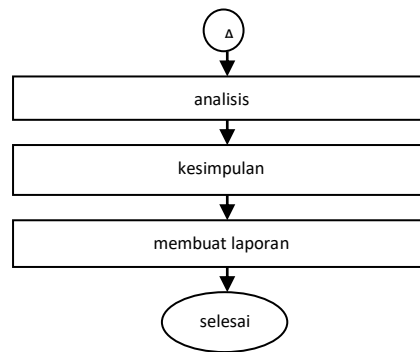 A
analisis
kesimpulan
membuat laporan
selesai